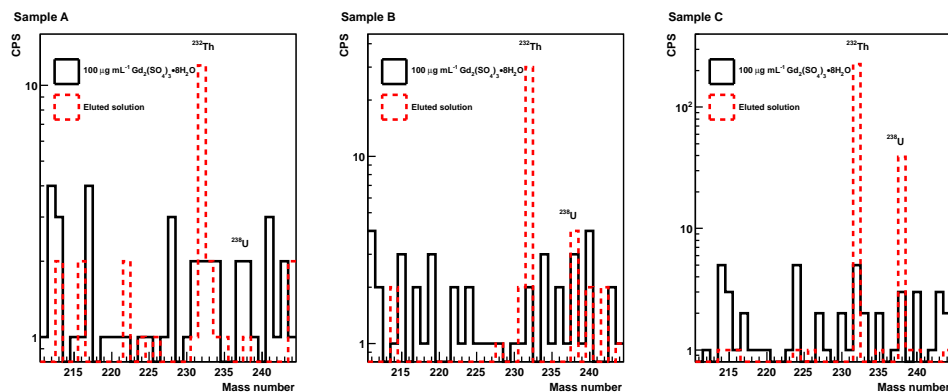 Sample A
CPS
²³²Th
100 μg mL⁻¹ Gd₂(SO₄)₃•8H₂O
Eluted solution
²³⁸U
10
1
215 220 225 230 235 240
Mass number
Sample B
CPS
²³²Th
100 μg mL⁻¹ Gd₂(SO₄)₃•8H₂O
Eluted solution
²³⁸U
10
1
215 220 225 230 235 240
Mass number
Sample C
CPS
²³²Th
100 μg mL⁻¹ Gd₂(SO₄)₃•8H₂O
Eluted solution
²³⁸U
10²
10
1
215 220 225 230 235 240
Mass number